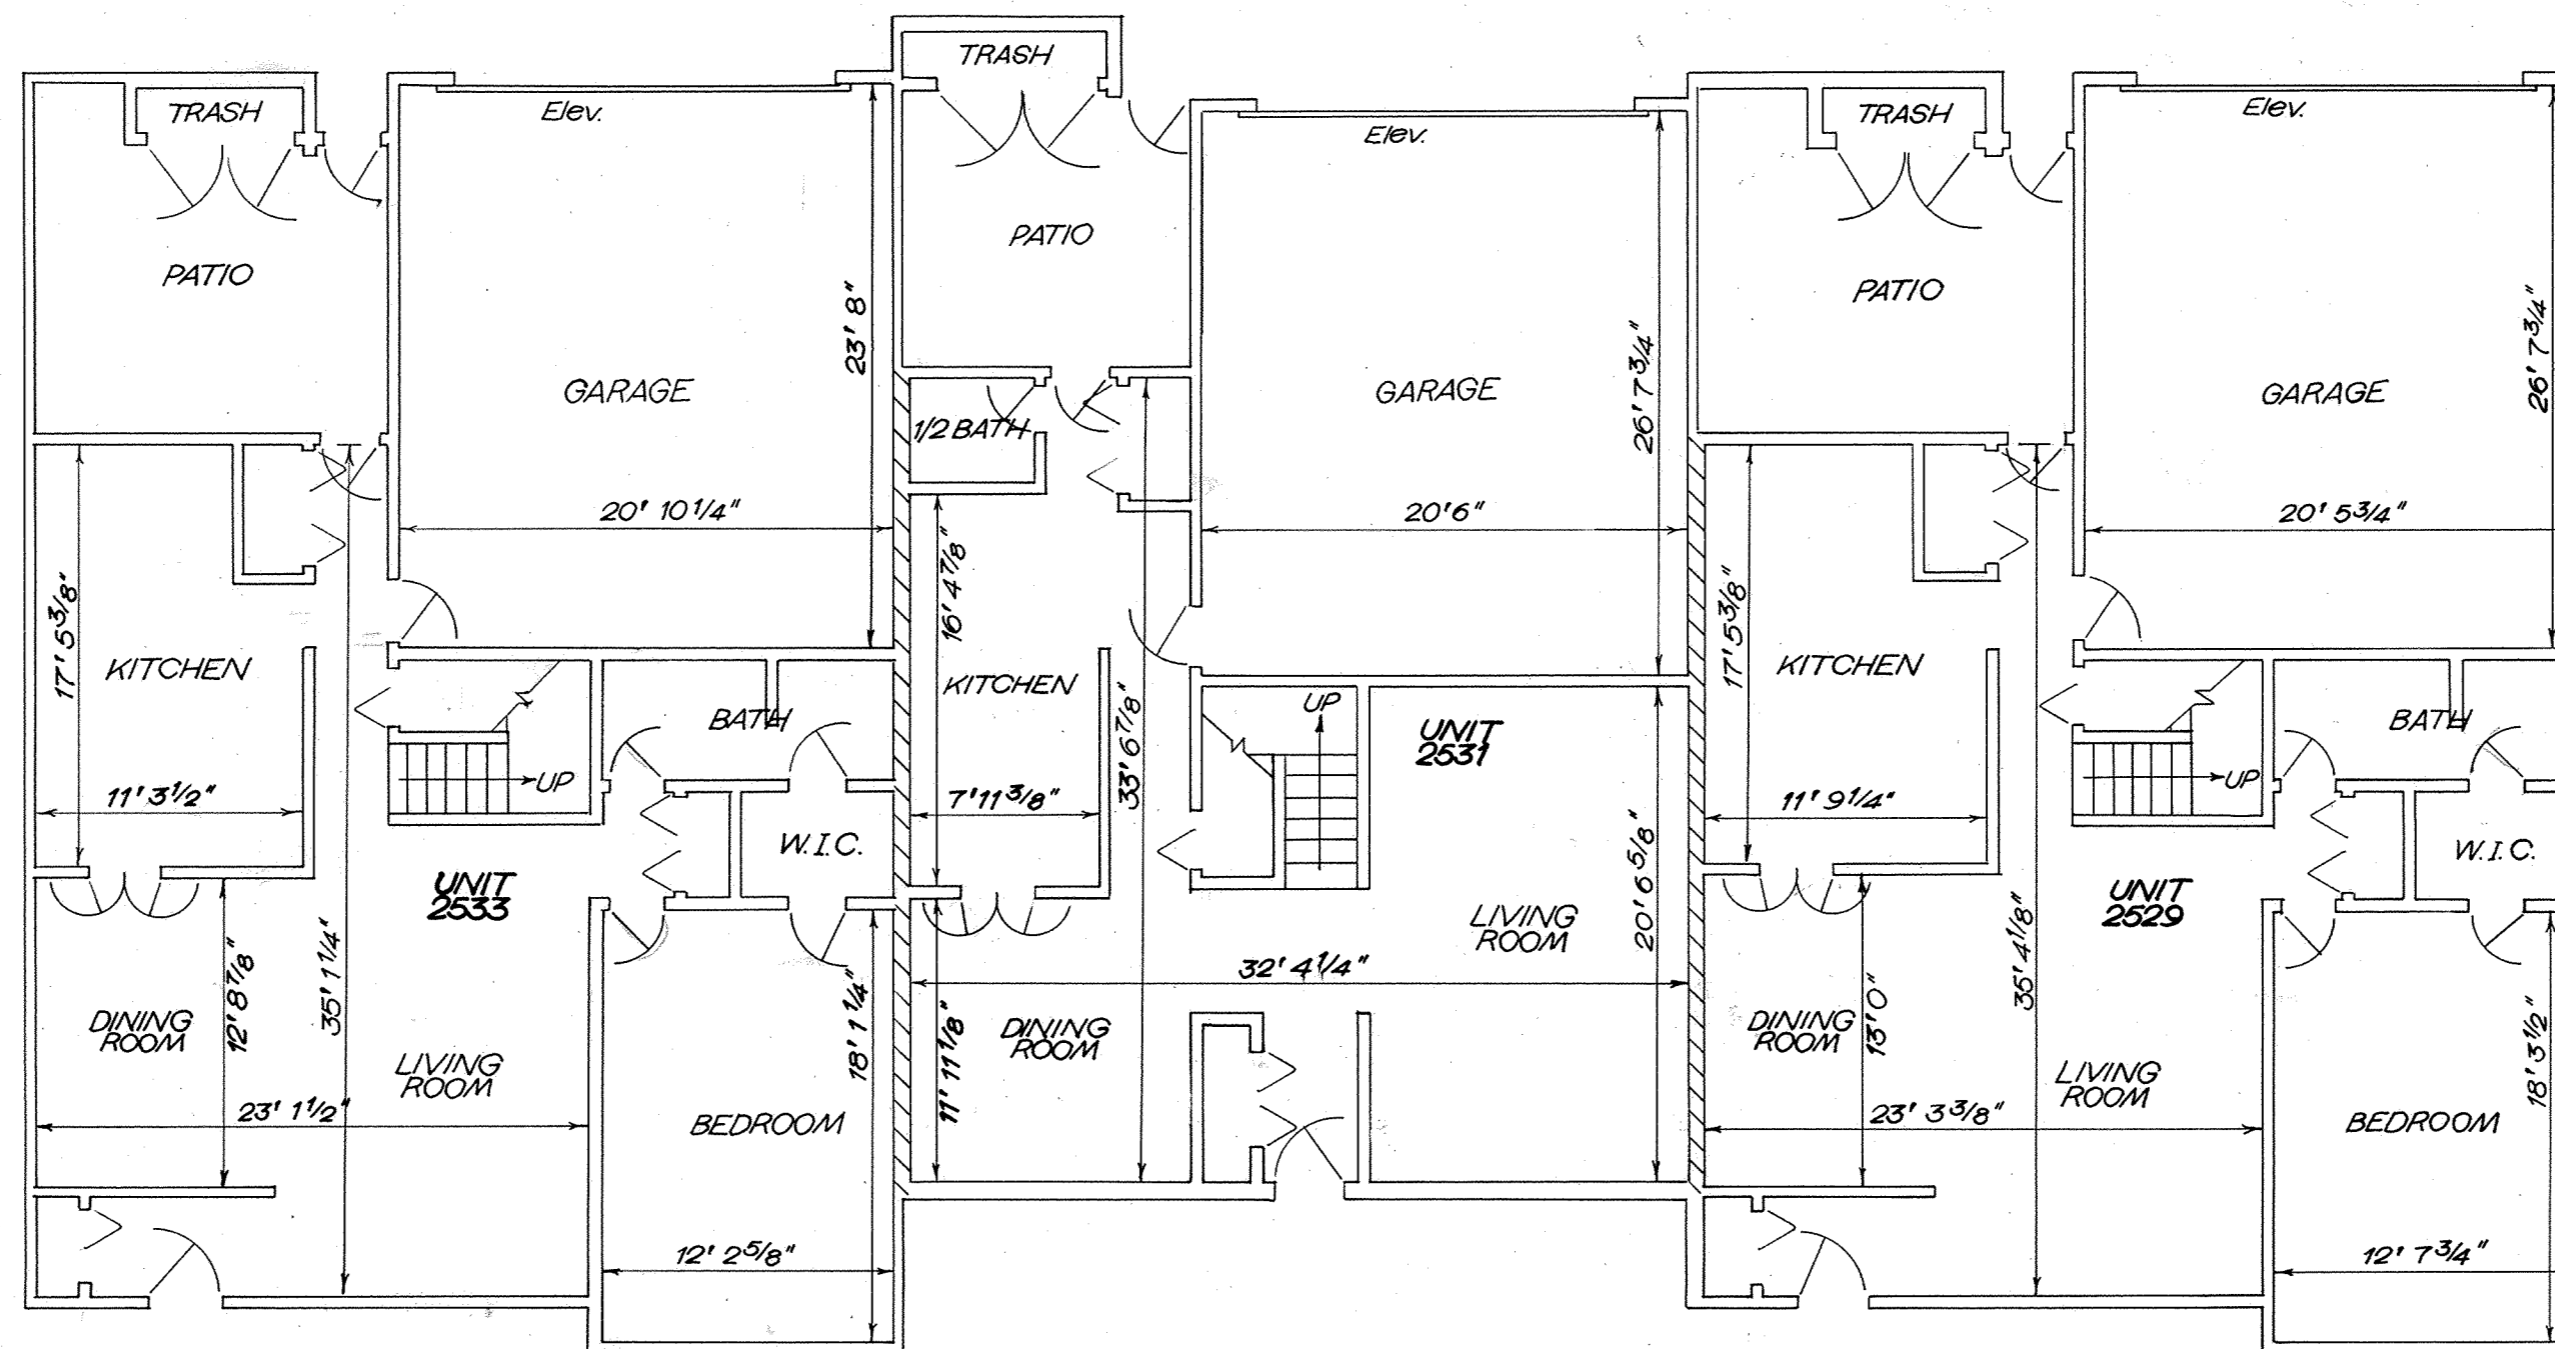 TRASH
Elev.
PATIO
GARAGE
23' 8"
20' 10 1/4"
17' 5 3/8"
KITCHEN
11' 3 1/2"
BATH
UP
W.I.C.
UNIT
2533
12' 8 7/8"
35' 1 1/4"
DINING
ROOM
LIVING
ROOM
23' 1 1/2"
18' 1 1/4"
BEDROOM
12' 2 5/8"
TRASH
Elev.
PATIO
GARAGE
26' 7 3/4"
1/2 BATH
20' 6"
16' 4 7/8"
KITCHEN
33' 6 7/8"
UP
UNIT
2531
7' 11 3/8"
20' 6 5/8"
LIVING
ROOM
32' 4 1/4"
11' 11 1/8"
DINING
ROOM
TRASH
Elev.
PATIO
GARAGE
26' 7 3/4"
20' 5 3/4"
17' 5 3/8"
KITCHEN
11' 9 1/4"
BATH
UP
W.I.C.
UNIT
2529
35' 4 1/8"
DINING
ROOM
13' 0"
LIVING
ROOM
23' 3 3/8"
18' 3 1/2"
BEDROOM
12' 7 3/4"